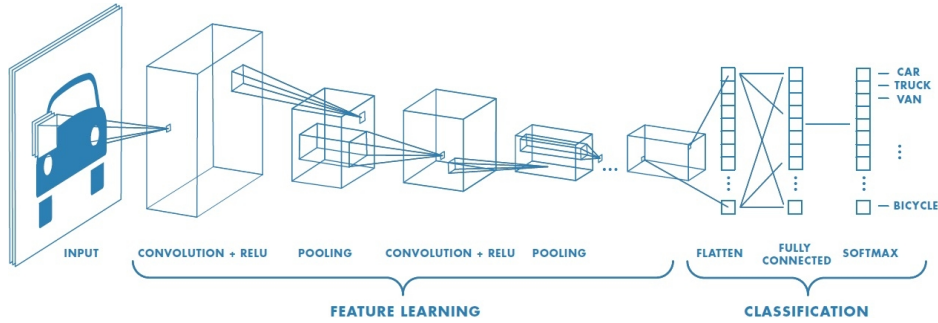 CAR
TRUCK
VAN
BICYCLE
INPUT
CONVOLUTION + RELU
POOLING
CONVOLUTION + RELU
POOLING
FLATTEN
FULLY
CONNECTED
SOFTMAX
FEATURE LEARNING
CLASSIFICATION